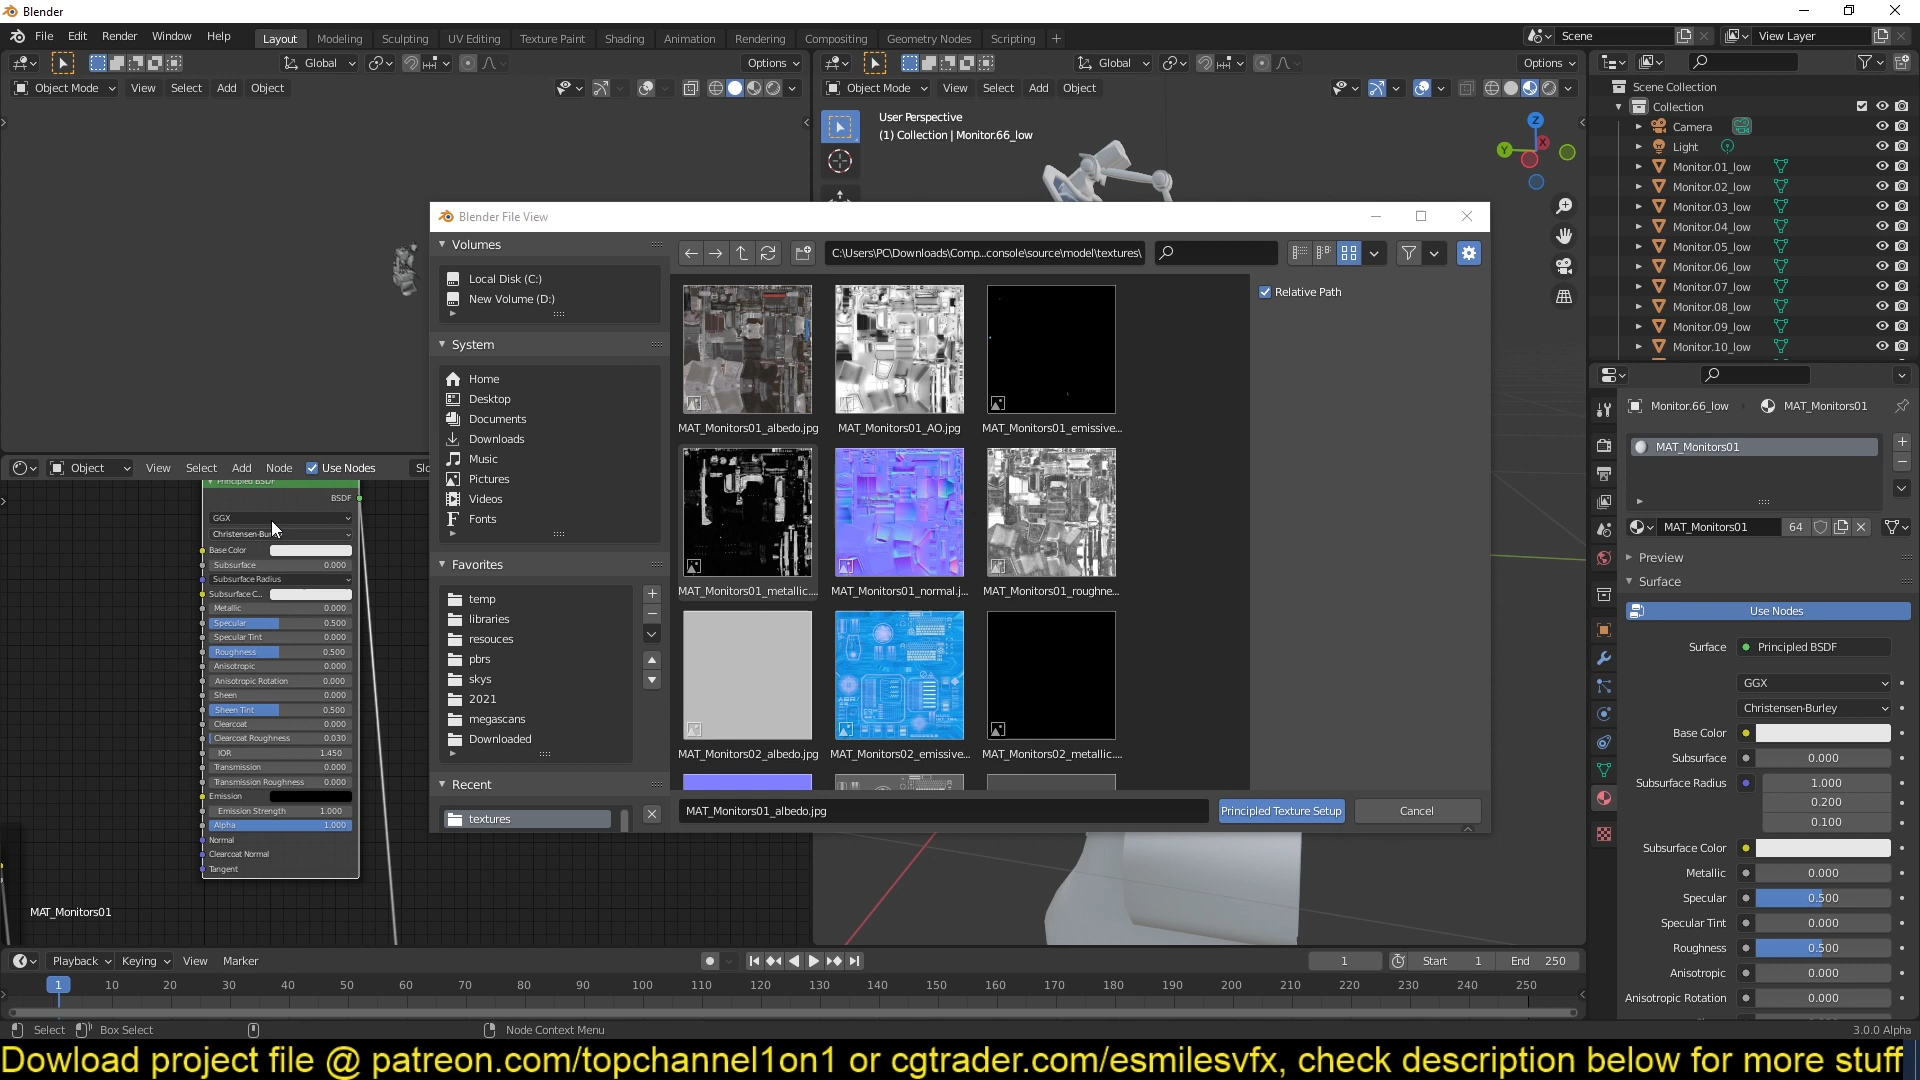 Blender
File Edit Render Window Help
Layout Modeling Sculpting UV Editing Texture Paint Shading Animation Rendering Compositing Geometry Nodes Scripting +
Scene
View Layer
Global
Options
Global
Options
Object Mode View Select Add Object
Object Mode View Select Add Object
User Perspective
(1) Collection | Monitor.66_low
Z
Y
X
Scene Collection
Collection
Camera
Light
Monitor.01_low
Monitor.02_low
Monitor.03_low
Monitor.04_low
Monitor.05_low
Monitor.06_low
Monitor.07_low
Monitor.08_low
Monitor.09_low
Monitor.10_low
Blender File View
Volumes
Local Disk (C:)
New Volume (D:)
System
Home
Desktop
Documents
Downloads
Music
Pictures
Videos
Fonts
Favorites
temp
libraries
resouces
pbrs
skys
2021
megascans
Downloaded
Recent
textures
C:\Users\PC\Downloads\Comp...console\source\model\textures\
Relative Path
MAT_Monitors01_albedo.jpg MAT_Monitors01_AO.jpg MAT_Monitors01_emissive...
MAT_Monitors01_metallic.... MAT_Monitors01_normal.j... MAT_Monitors01_roughne...
MAT_Monitors02_albedo.jpg MAT_Monitors02_emissive... MAT_Monitors02_metallic....
MAT_Monitors01_albedo.jpg
Principled Texture Setup
Cancel
Object View Select Add Node Use Nodes Slo
Principled BSDF
BSDF
GGX
Base Color
Subsurface 0.000
Subsurface Radius
Subsurface C...
Metallic 0.000
Specular 0.500
Specular Tint 0.000
Roughness 0.500
Anisotropic 0.000
Anisotropic Rotation 0.000
Sheen 0.000
Sheen Tint 0.500
Clearcoat 0.000
Clearcoat Roughness 0.030
IOR 1.450
Transmission 0.000
Transmission Roughness 0.000
Emission
Emission Strength 1.000
Alpha 1.000
Normal
Clearcoat Normal
Tangent
MAT_Monitors01
Monitor.66_low MAT_Monitors01
MAT_Monitors01
MAT_Monitors01 64
Preview
Surface
Use Nodes
Surface Principled BSDF
GGX
Christensen-Burley
Base Color
Subsurface 0.000
Subsurface Radius 1.000
0.200
0.100
Subsurface Color
Metallic 0.000
Specular 0.500
Specular Tint 0.000
Roughness 0.500
Anisotropic 0.000
Anisotropic Rotation 0.000
Playback Keying View Marker
1 Start 1 End 250
1 10 20 30 40 50 60 70 80 90 100 110 120 130 140 150 160 170 180 190 200 210 220 230 240 250
Select Box Select Node Context Menu
3.0.0 Alpha
Dowload project file @ patreon.com/topchannel1on1 or cgtrader.com/esmilesvfx, check description below for more stuff